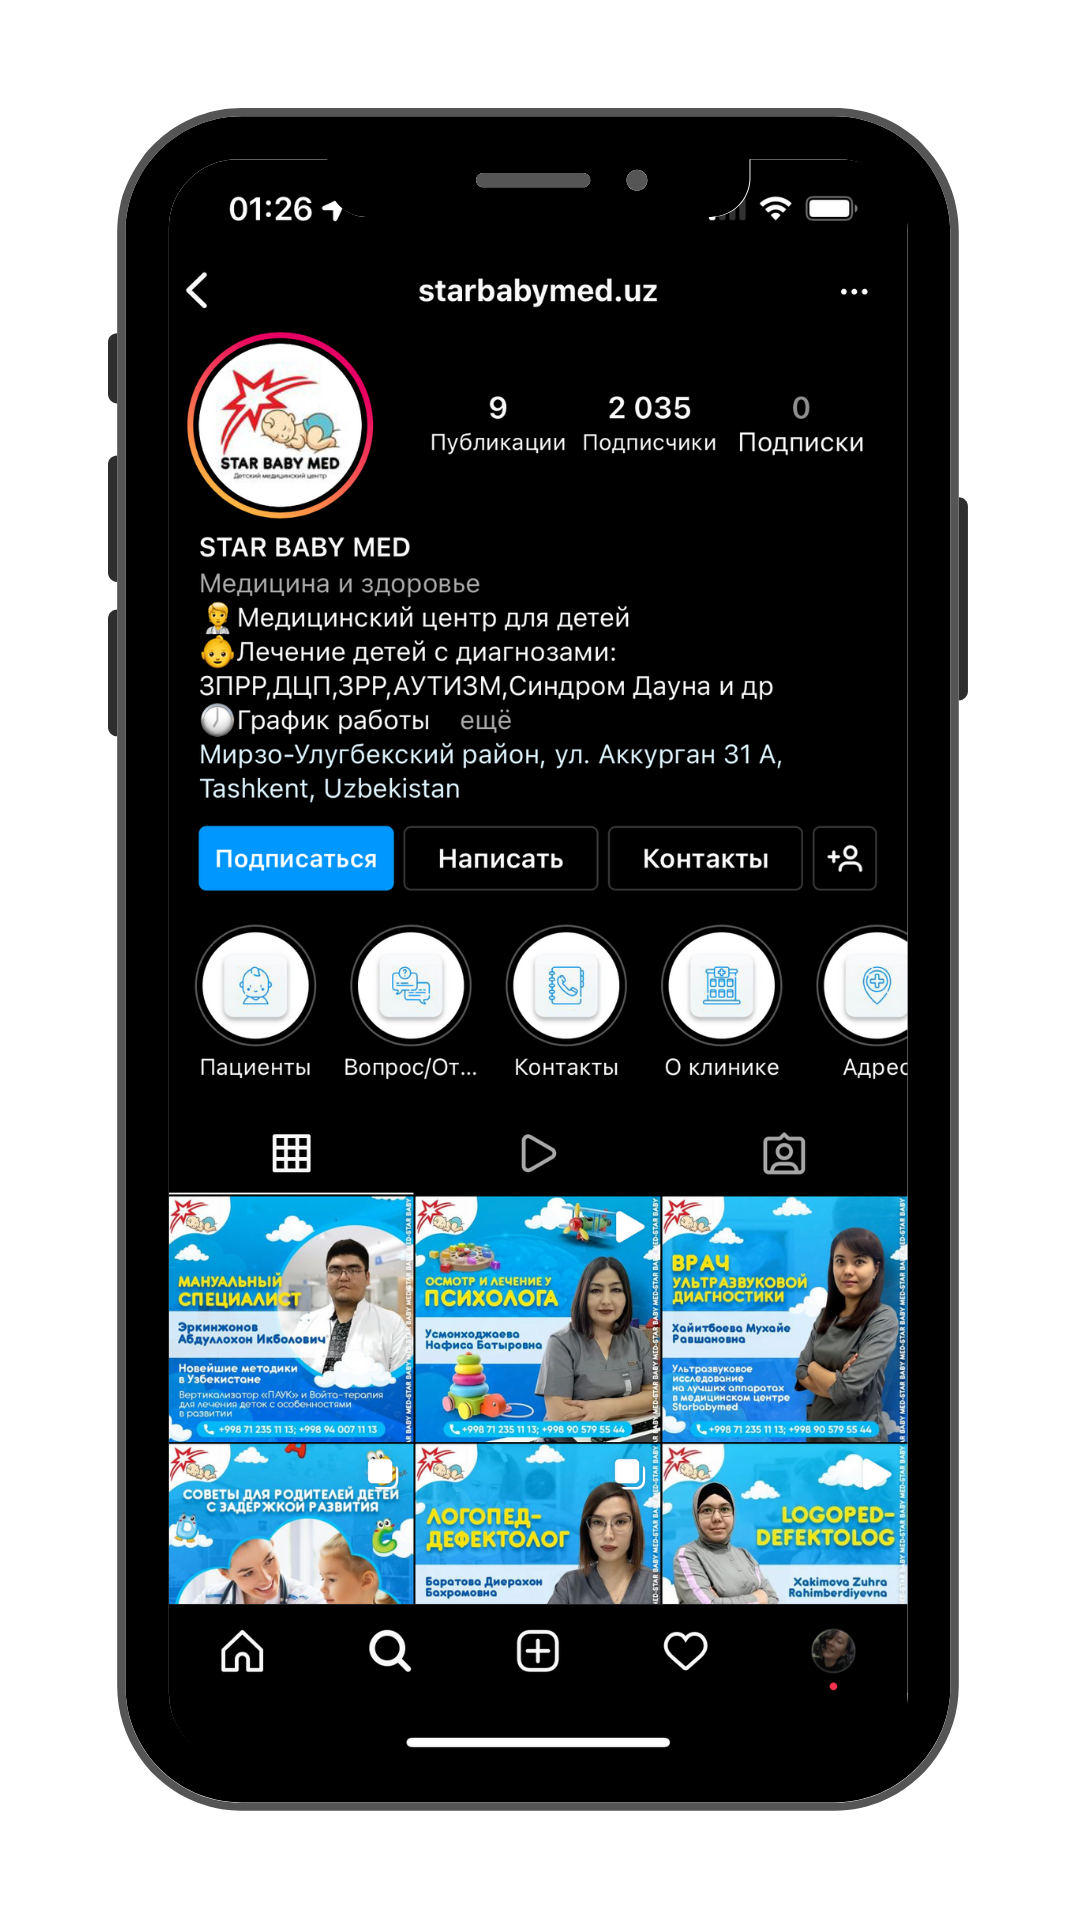 01:26
starbabymed.uz
STAR BABY MED
Детский медицинский центр
9
Публикации
2 035
Подписчики
0
Подписки
STAR BABY MED
Медицина и здоровье
Медицинский центр для детей
Лечение детей с диагнозами:
ЗПРР,ДЦП,ЗРР,АУТИЗМ,Синдром Дауна и др
График работы ещё
Мирзо-Улугбекский район, ул. Аккурган 31 А,
Tashkent, Uzbekistan
Подписаться
Написать
Контакты
Пациенты
Вопрос/От...
Контакты
О клинике
Адрес
МАНУАЛЬНЫЙ
СПЕЦИАЛИСТ
Эркинжонов
Абдуллохон Икболович
Новейшие методики
в Узбекистане
Вертикализатор «ПАУК» и Войта-терапия
для лечения деток с особенностями
в развитии
+998 71 235 11 13; +998 94 007 11 13
ОСМОТР И ЛЕЧЕНИЕ У
ПСИХОЛОГА
Усмонходжаева
Нафиса Батыровна
+998 71 235 11 13; +998 90 579 55 44
ВРАЧ
УЛЬТРАЗВУКОВОЙ
ДИАГНОСТИКИ
Хайитбоева Мухайе
Равшановна
Ультразвуковое
исследование
на лучших аппаратах
в медицинском центре
Starbabymed
+998 71 235 11 13; +998 90 579 55 44
СОВЕТЫ ДЛЯ РОДИТЕЛЕЙ ДЕТЕЙ
С ЗАДЕРЖКОЙ РАЗВИТИЯ
ЛОГОПЕД-
ДЕФЕКТОЛОГ
Баратова Диерахон
Бахромовна
LOGOPED-
DEFEKTOLOG
Xakimova Zuhra
Rahimberdiyevna